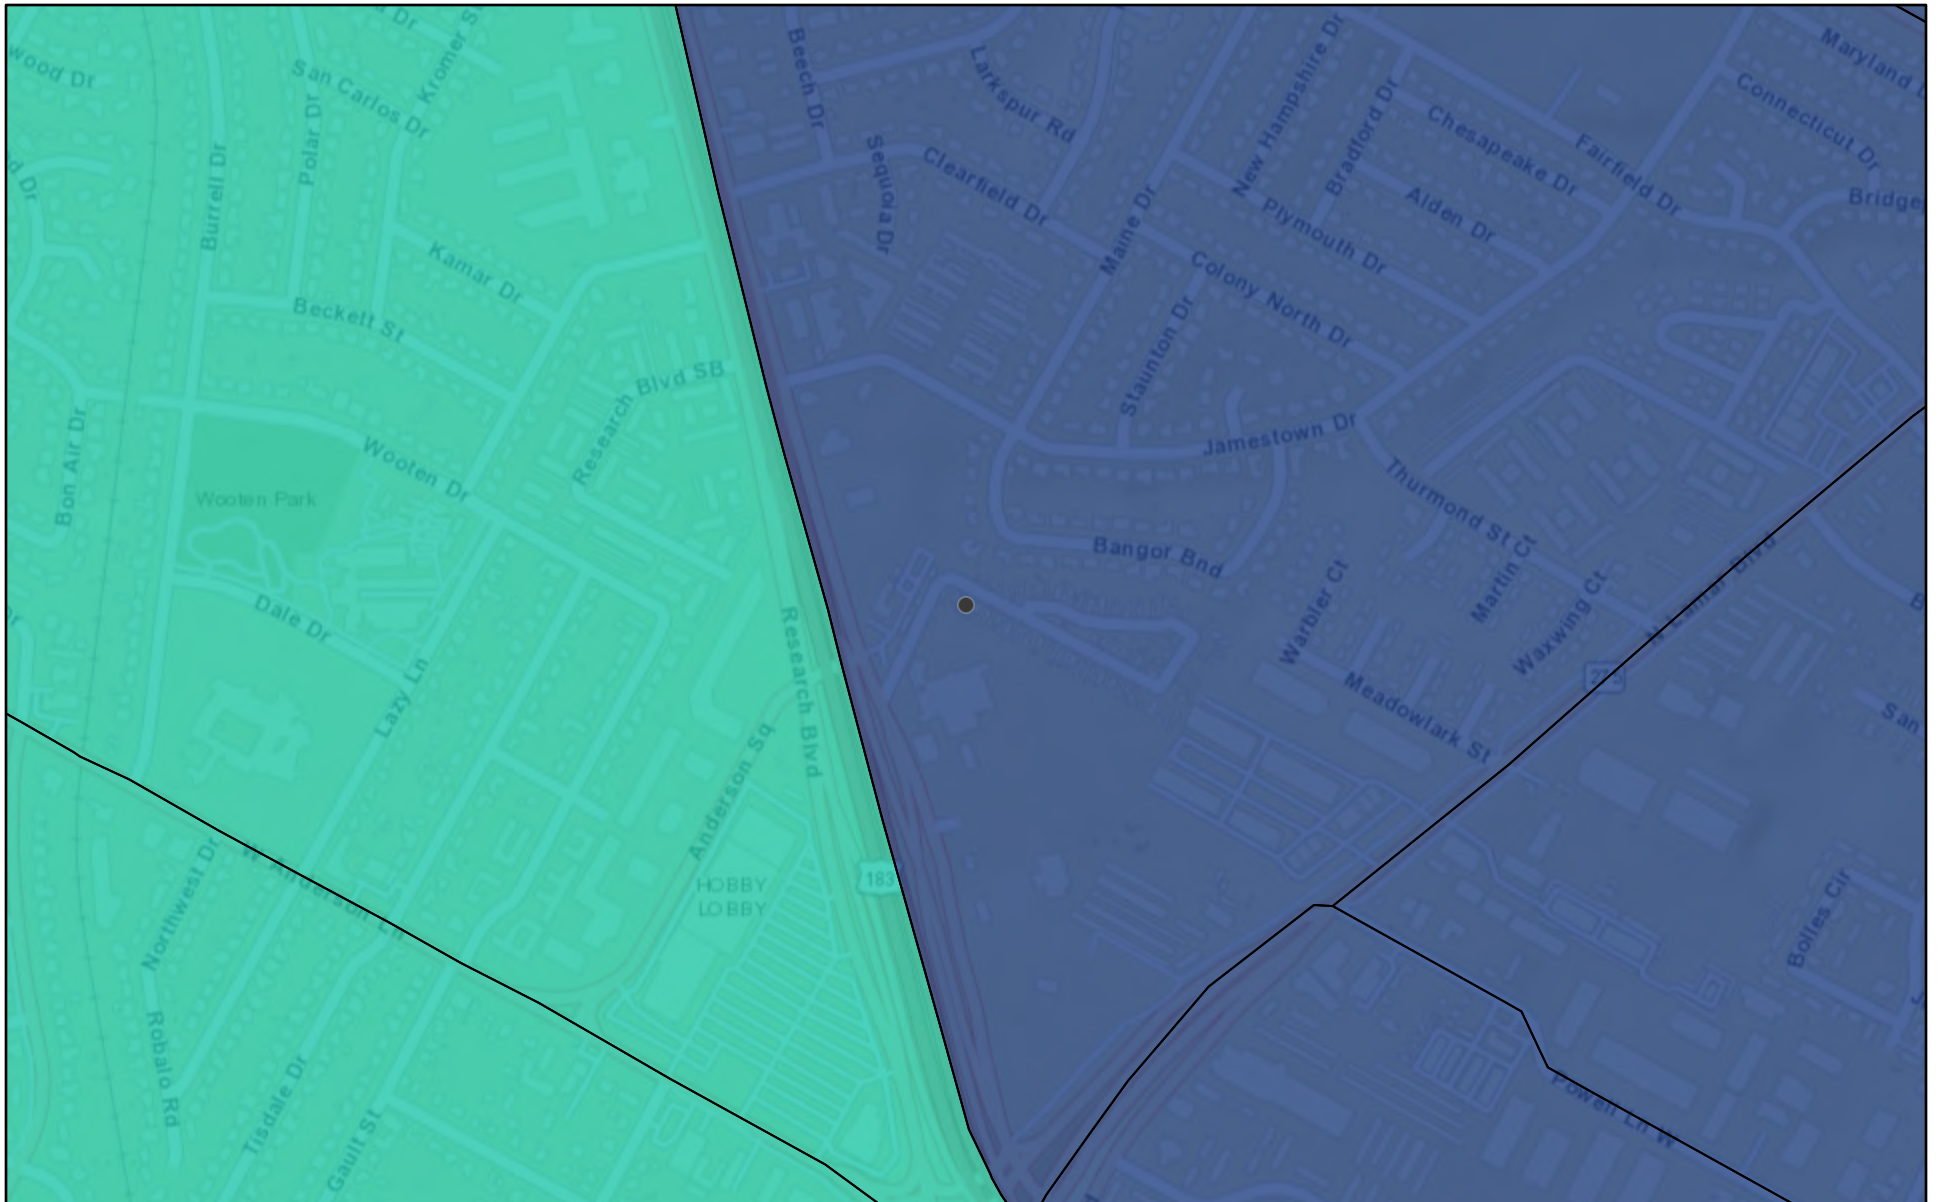 Kromer St
wood Dr
San Carlos Dr
Polar Dr
Burrell Dr
Kamar Dr
Beckett St
Research Blvd SB
Wooten Dr
Bon Air Dr
Wooten Park
Dale Dr
Lazy Ln
Research Blvd
Anderson Sq
Northwest Dr
W Anderson Ln
HOBBY
LOBBY
183
Robalo Rd
Tisdale Dr
Gault St
Beech Dr
Larkspur Rd
Sequoia Dr
Clearfield Dr
Maine Dr
New Hampshire Dr
Bradford Dr
Chesapeake Dr
Fairfield Dr
Maryland
Connecticut Dr
Alden Dr
Plymouth Dr
Colony North Dr
Staunton Dr
Jamestown Dr
Thurmond St
Bangor Bnd
Warbler Ct
Martin Ct
Waxwing Ct
Meadowlark St
N Lamar Blvd
San
Bolles Cir
Powell Ln W